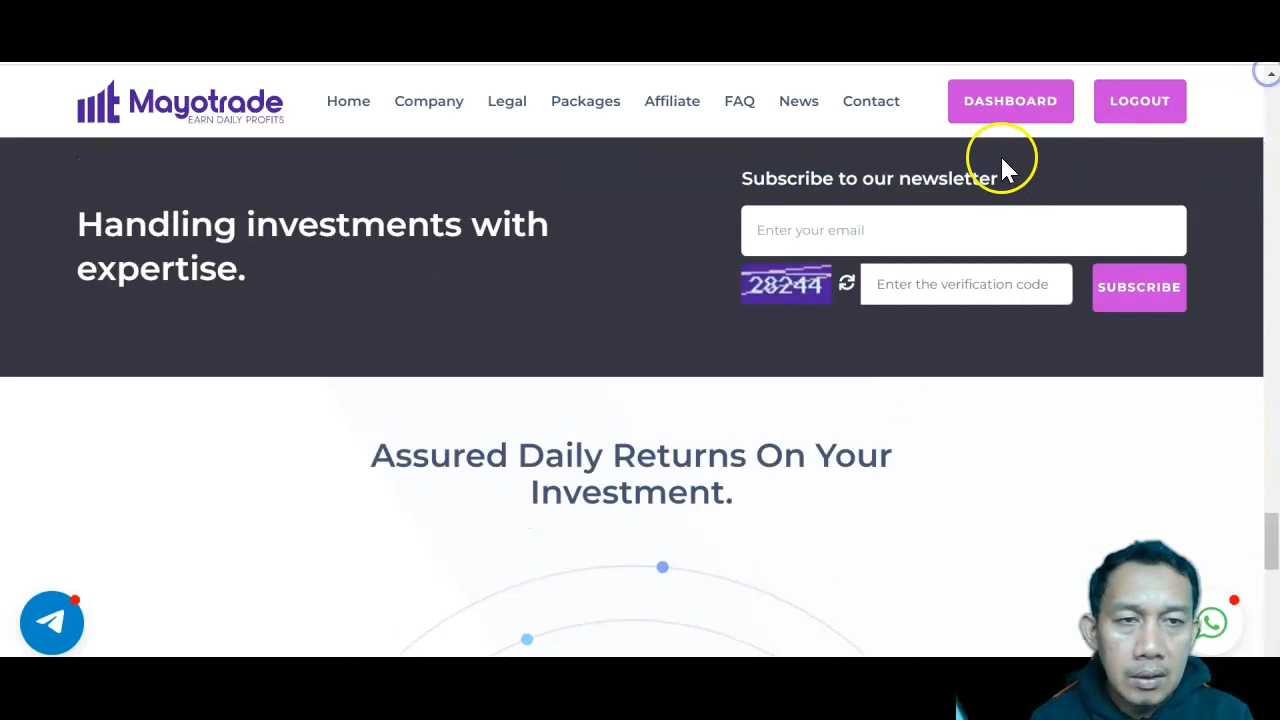 Mayotrade
EARN DAILY PROFITS
Home Company Legal Packages Affiliate FAQ News Contact DASHBOARD LOGOUT
Handling investments with
expertise.
Subscribe to our newsletter
Enter your email
28244 Enter the verification code SUBSCRIBE
Assured Daily Returns On Your
Investment.